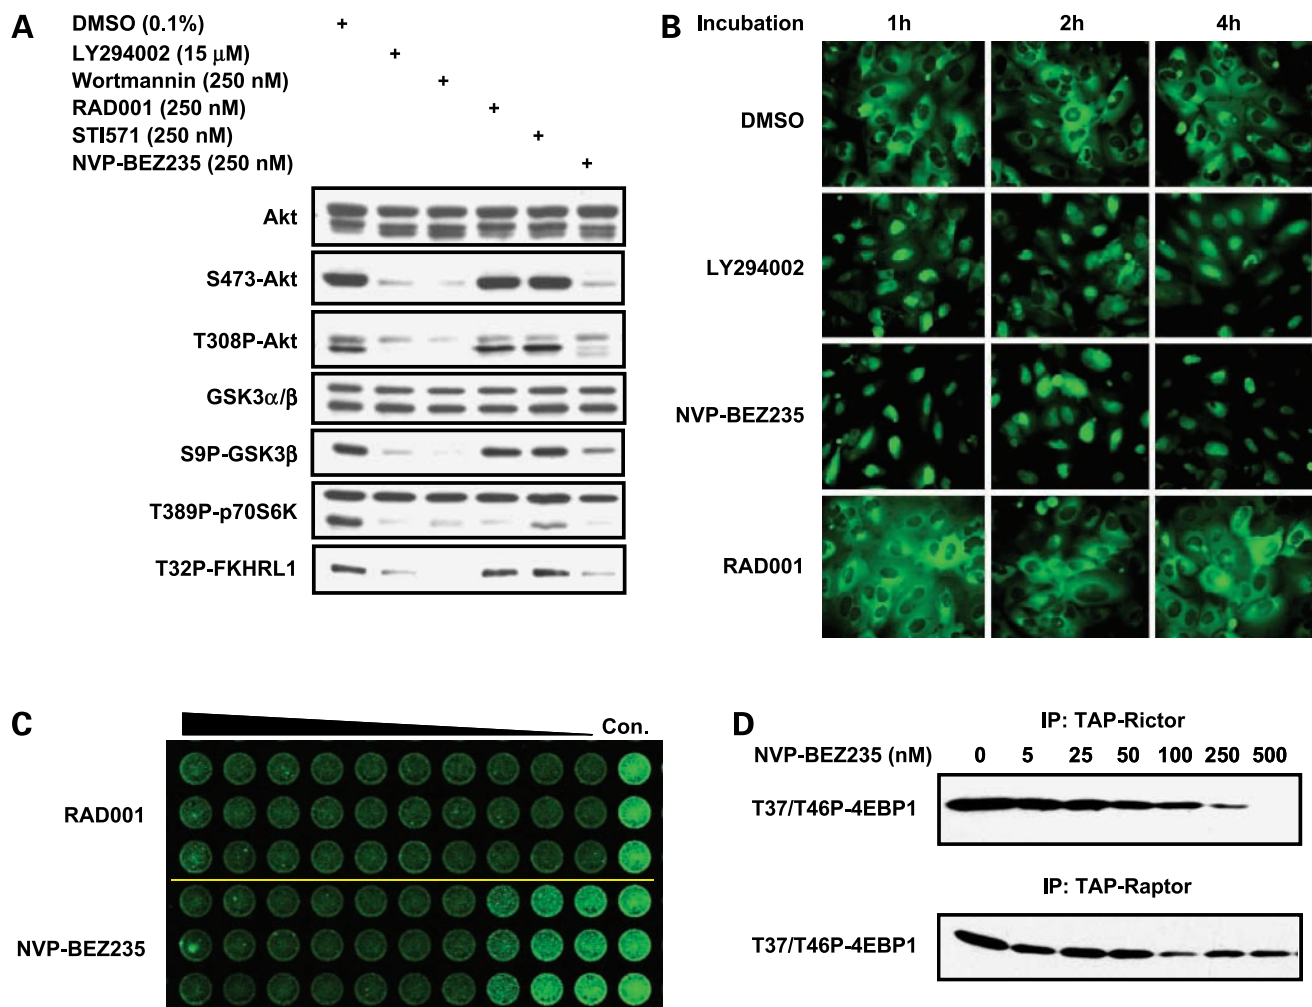 A
DMSO (0.1%) +
LY294002 (15 μM) +
Wortmannin (250 nM) +
RAD001 (250 nM) +
STI571 (250 nM) +
NVP-BEZ235 (250 nM) +
Akt
S473-Akt
T308P-Akt
GSK3α/β
S9P-GSK3β
T389P-p70S6K
T32P-FKHRL1
B
Incubation 1h 2h 4h
DMSO
LY294002
NVP-BEZ235
RAD001
C
Con.
RAD001
NVP-BEZ235
D
IP: TAP-Rictor
NVP-BEZ235 (nM) 0 5 25 50 100 250 500
T37/T46P-4EBP1
IP: TAP-Raptor
T37/T46P-4EBP1